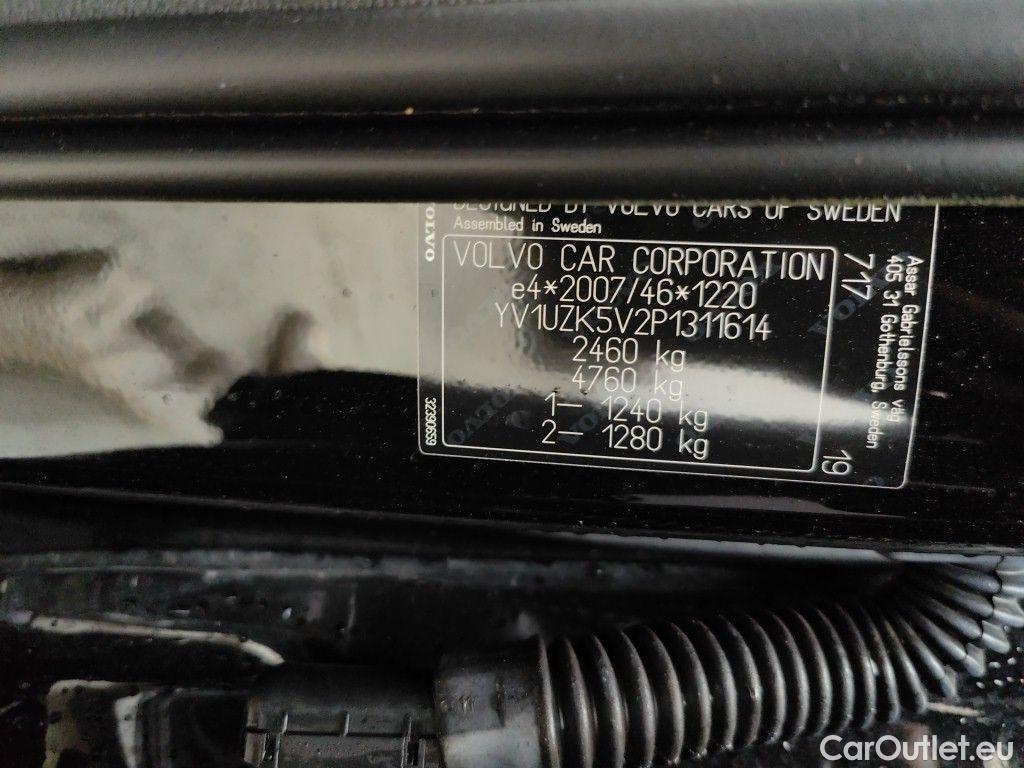 DESIGNED BY VOLVO CARS OF SWEDEN
Assembled in Sweden
VOLVO
VOLVO CAR CORPORATION
e4*2007/46*1220
YV1UZK5V2P1311614
2460 kg
4760 kg
1– 1240 kg
2– 1280 kg
717
19
Assar Gabrielssons Väg
405 31 Gothenburg, Sweden
32390659
CarOutlet.eu